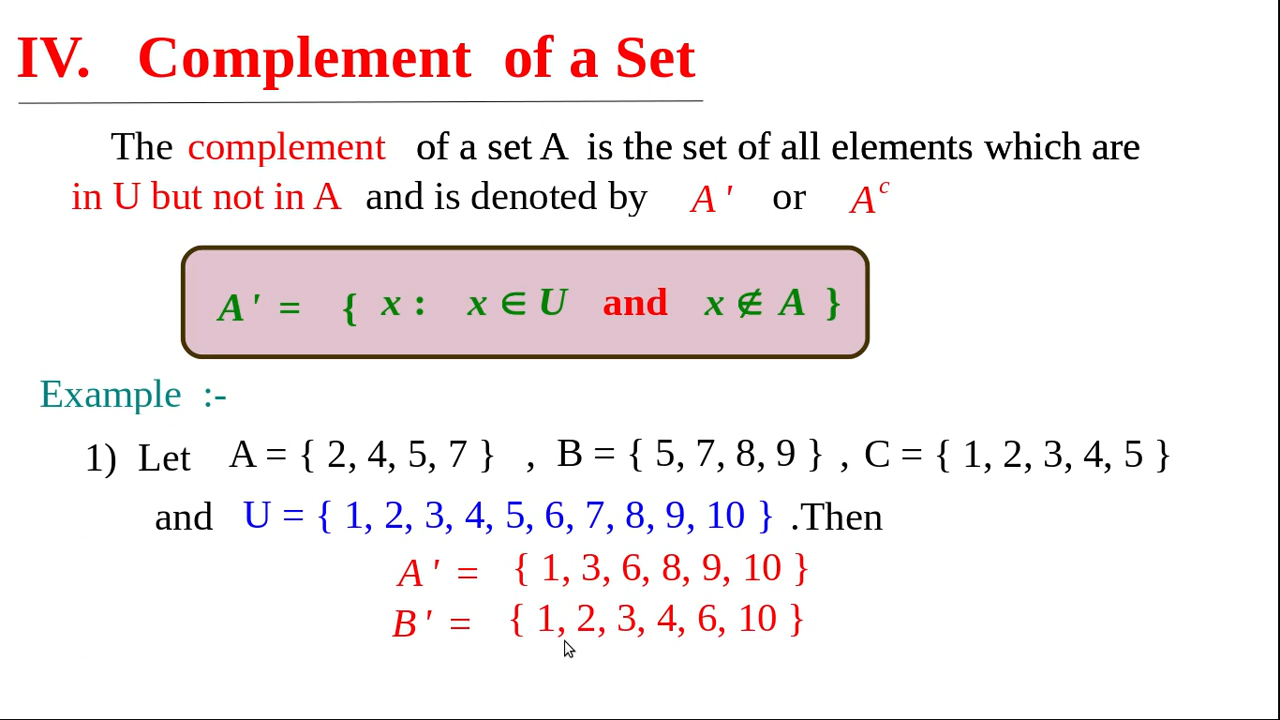 IV. Complement of a Set
The complement of a set A is the set of all elements which are
in U but not in A and is denoted by A ' or A^c
A ' = { x : x ∈ U and x ∉ A }
Example :-
1) Let A = { 2, 4, 5, 7 } , B = { 5, 7, 8, 9 } , C = { 1, 2, 3, 4, 5 }
and U = { 1, 2, 3, 4, 5, 6, 7, 8, 9, 10 } .Then
A ' = { 1, 3, 6, 8, 9, 10 }
B ' = { 1, 2, 3, 4, 6, 10 }